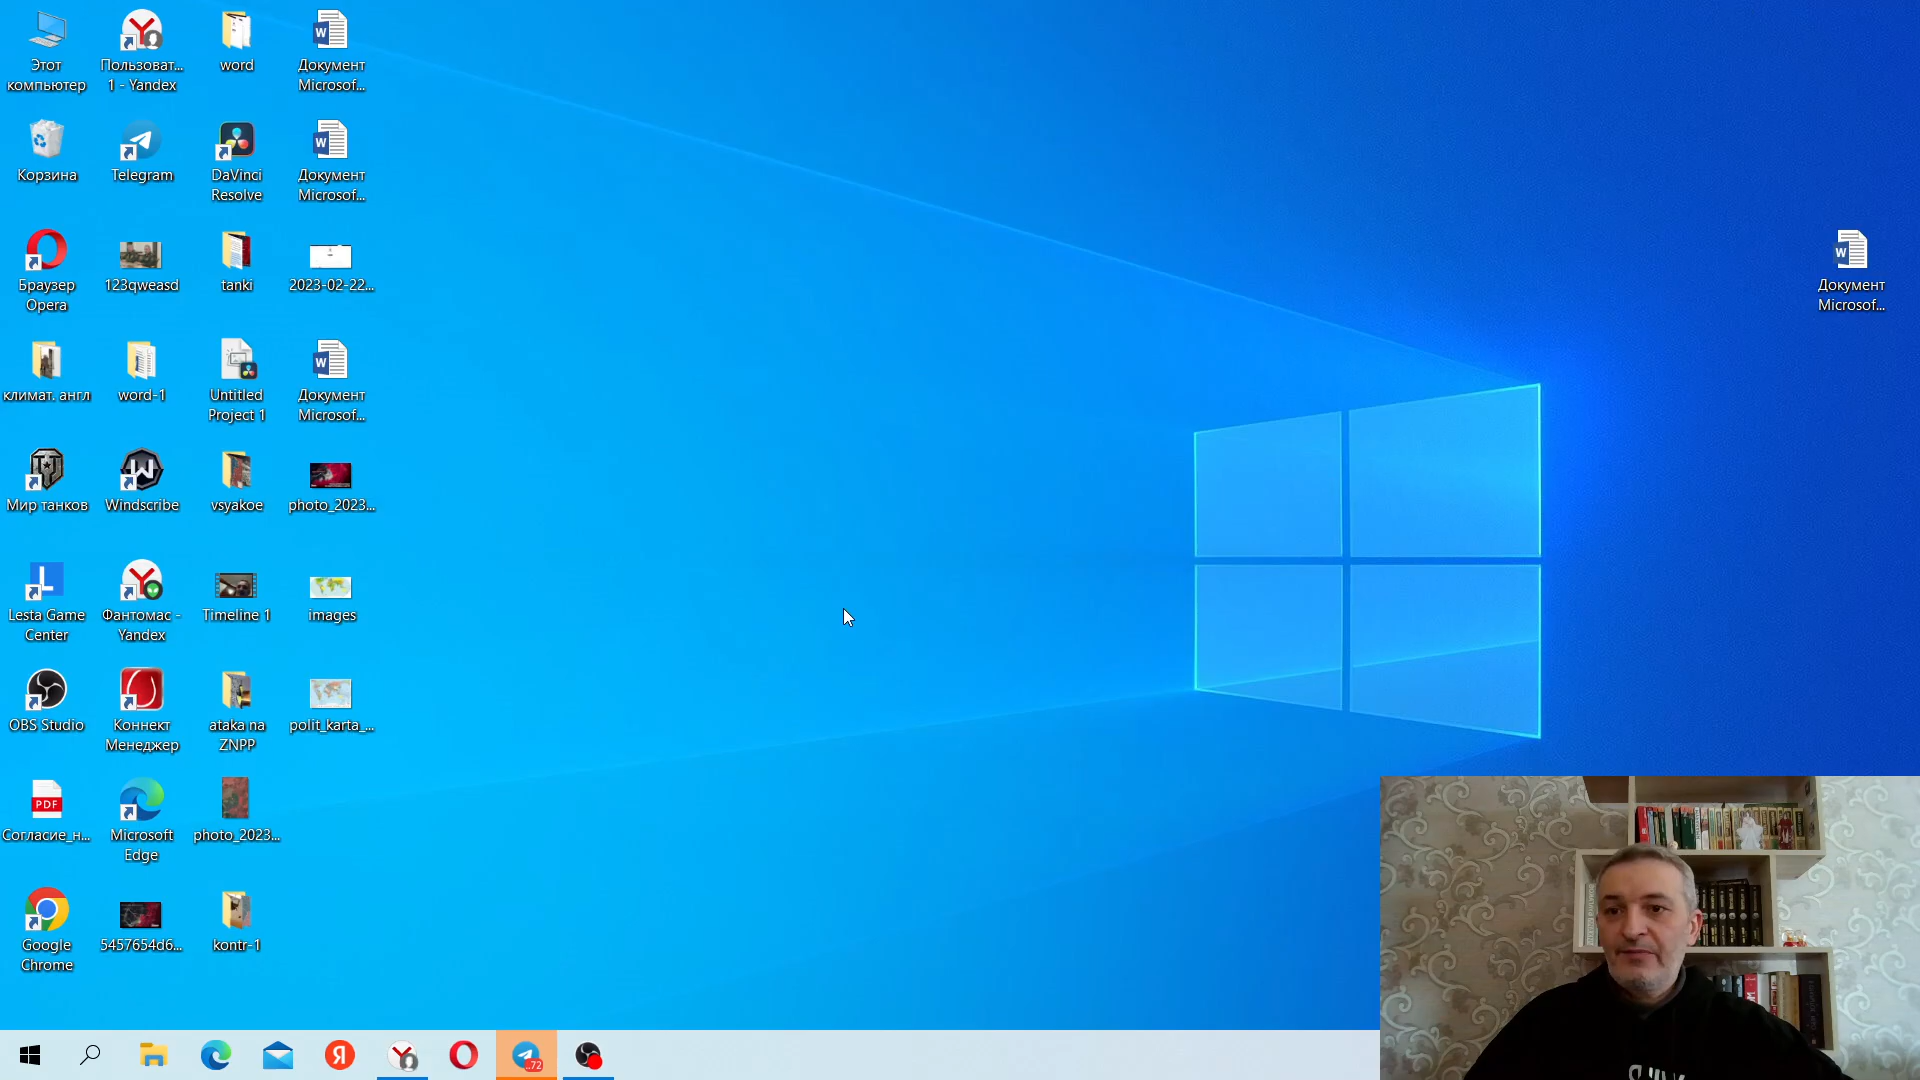 Этот
компьютер
Пользоват...
1 - Yandex
word
Документ
Microsof...
Корзина
Telegram
DaVinci
Resolve
Документ
Microsof...
Браузер
Opera
123qweasd
tanki
2023-02-22...
Документ
Microsof...
климат. англ
word-1
Untitled
Project 1
Документ
Microsof...
Мир танков
Windscribe
vsyakoe
photo_2023...
Lesta Game
Center
Фантомас -
Yandex
Timeline 1
images
OBS Studio
Коннект
Менеджер
ataka na
ZNPP
polit_karta_...
PDF
Согласие_н...
Microsoft
Edge
photo_2023...
Google
Chrome
5457654d6...
kontr-1
..72